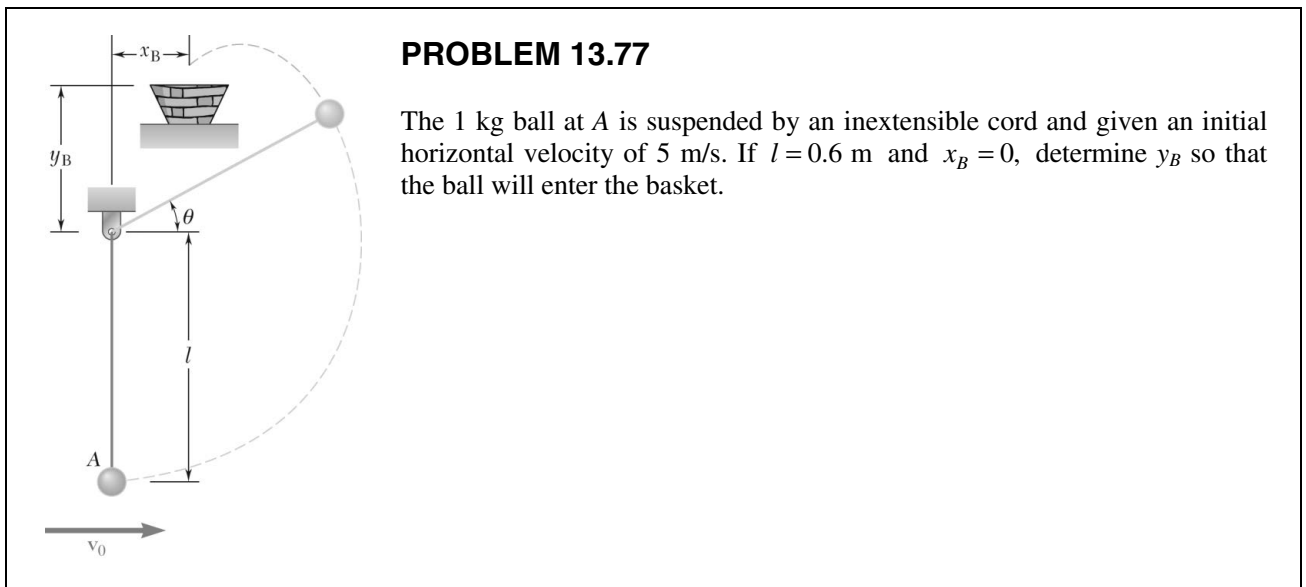 PROBLEM 13.77
The 1 kg ball at A is suspended by an inextensible cord and given an initial
horizontal velocity of 5 m/s. If l = 0.6 m and x_B = 0, determine y_B so that
the ball will enter the basket.
x_B
y_B
θ
l
A
v_0